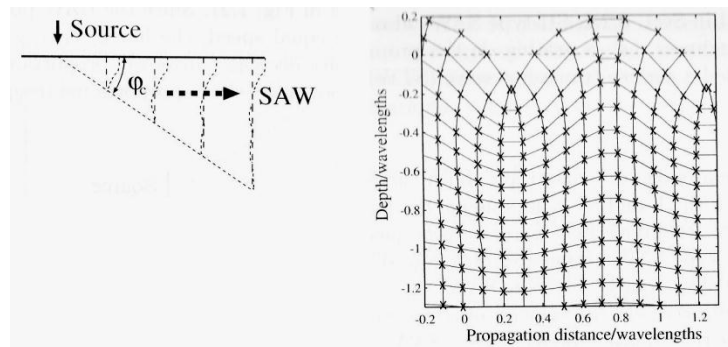 Source
φc
SAW
Depth/wavelengths
0.2
0
-0.2
-0.4
-0.6
-0.8
-1
-1.2
-0.2 0 0.2 0.4 0.6 0.8 1 1.2
Propagation distance/wavelengths